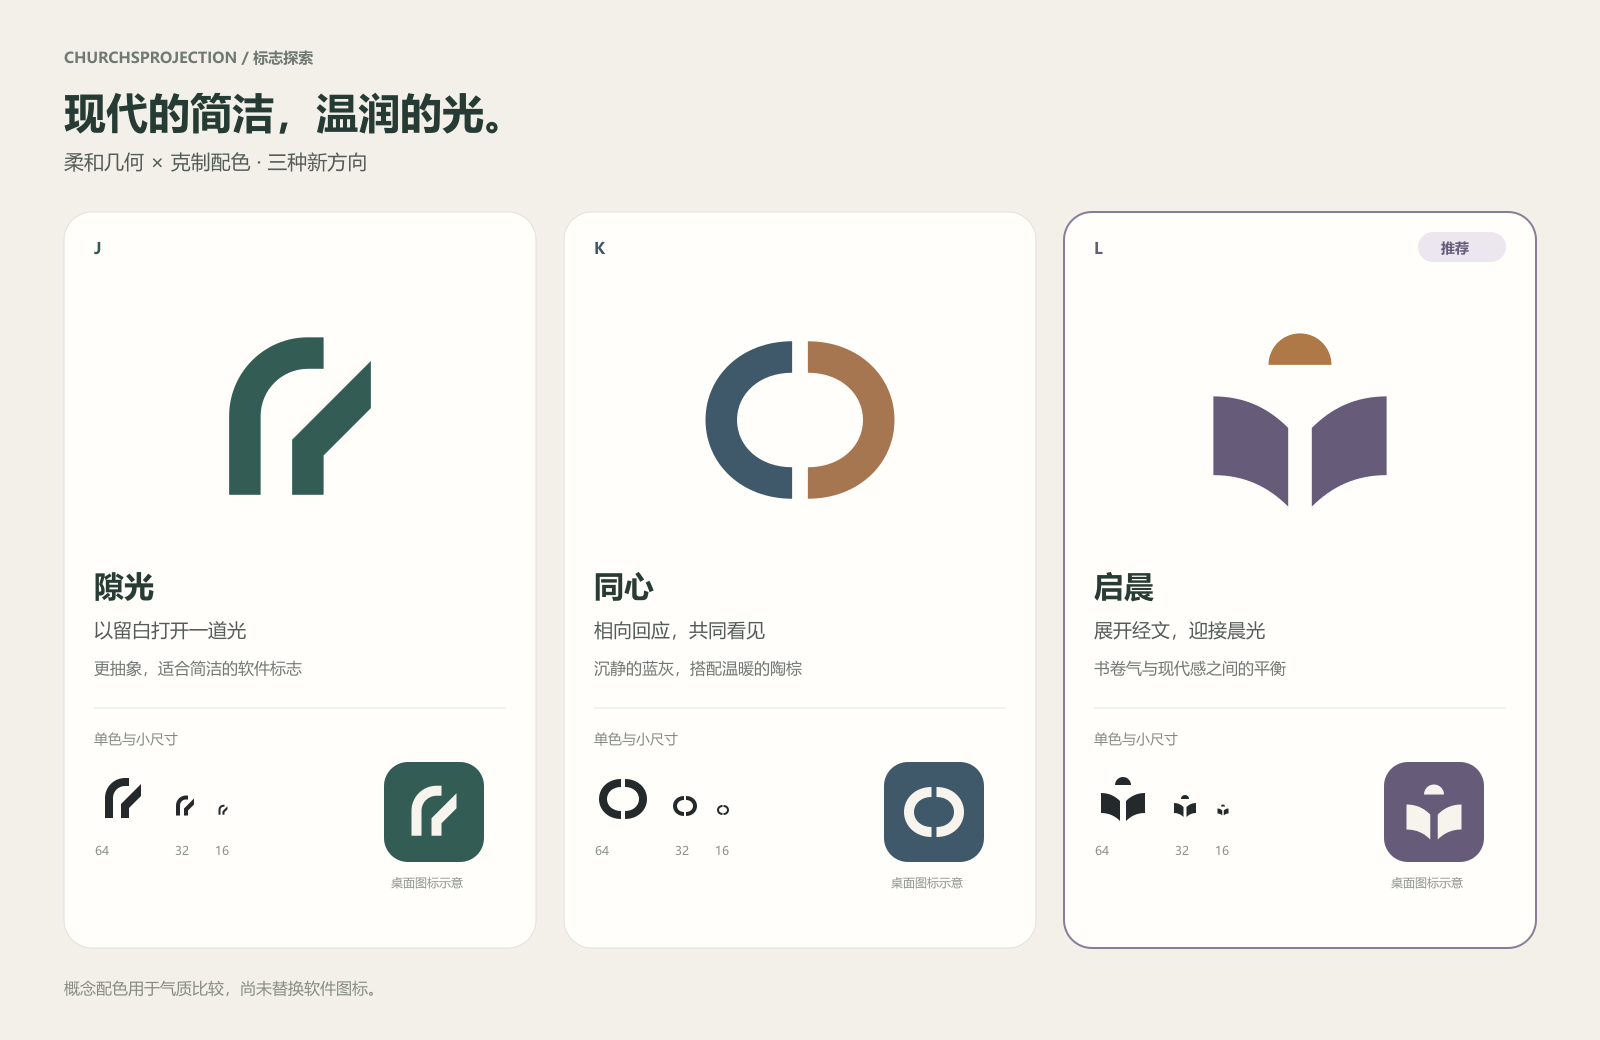 CHURCHSPROJECTION / 标志探索
现代的简洁，温润的光。
柔和几何 × 克制配色 · 三种新方向
J
隙光
以留白打开一道光
更抽象，适合简洁的软件标志
单色与小尺寸
64 32 16
桌面图标示意
K
同心
相向回应，共同看见
沉静的蓝灰，搭配温暖的陶棕
单色与小尺寸
64 32 16
桌面图标示意
L
推荐
启晨
展开经文，迎接晨光
书卷气与现代感之间的平衡
单色与小尺寸
64 32 16
桌面图标示意
概念配色用于气质比较，尚未替换软件图标。